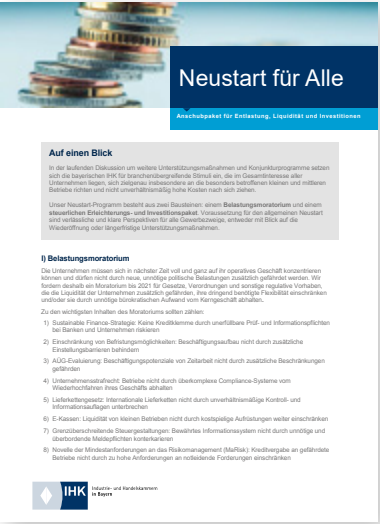 Neustart für Alle
Anschubpaket für Entlastung, Liquidität und Investitionen
Auf einen Blick
In der laufenden Diskussion um weitere Unterstützungsmaßnahmen und Konjunkturprogramme setzen
sich die bayerischen IHK für branchenübergreifende Stimuli ein, die im Gesamtinteresse aller
Unternehmen liegen, sich zielgenau insbesondere an die besonders betroffenen kleinen und mittleren
Betriebe richten und nicht unverhältnismäßig hohe Kosten nach sich ziehen.
Unser Neustart-Programm besteht aus zwei Bausteinen: einem Belastungsmoratorium und einem
steuerlichen Erleichterungs- und Investitionspaket. Voraussetzung für den allgemeinen Neustart
sind verlässliche und klare Perspektiven für alle Gewerbezweige, entweder mit Blick auf die
Wiederöffnung oder längerfristige Unterstützungsmaßnahmen.
I) Belastungsmoratorium
Die Unternehmen müssen sich in nächster Zeit voll und ganz auf ihr operatives Geschäft konzentrieren
können und dürfen nicht durch neue, unnötige politische Belastungen zusätzlich gefährdet werden. Wir
fordern deshalb ein Moratorium bis 2021 für Gesetze, Verordnungen und sonstige regulative Vorhaben,
die die Liquidität der Unternehmen zusätzlich gefährden, ihre dringend benötigte Flexibilität einschränken
und/oder sie durch unnötige bürokratischen Aufwand vom Kerngeschäft abhalten.
Zu den wichtigsten Inhalten des Moratoriums sollten zählen:
1) Sustainable Finance-Strategie: Keine Kreditklemme durch unerfüllbare Prüf- und Informationspflichten
bei Banken und Unternehmen riskieren
2) Einschränkung von Befristungsmöglichkeiten: Beschäftigungsaufbau nicht durch zusätzliche
Einstellungsbarrieren behindern
3) AÜG-Evaluierung: Beschäftigungspotenziale von Zeitarbeit nicht durch zusätzliche Beschränkungen
gefährden
4) Unternehmensstrafrecht: Betriebe nicht durch überkomplexe Compliance-Systeme vom
Wiederhochfahren ihres Geschäfts abhalten
5) Lieferkettengesetz: Internationale Lieferketten nicht durch unverhältnismäßige Kontroll- und
Informationsauflagen unterbrechen
6) E-Kassen: Liquidität von kleinen Betrieben nicht durch kostspielige Aufrüstungen weiter einschränken
7) Grenzüberschreitende Steuergestaltungen: Bewährtes Informationssystem nicht durch unnötige und
überbordende Meldepflichten konterkarieren
8) Novelle der Mindestanforderungen an das Risikomanagement (MaRisk): Kreditvergabe an gefährdete
Betriebe nicht durch zu hohe Anforderungen an notleidende Forderungen einschränken
IHK
Industrie- und Handelskammern
in Bayern